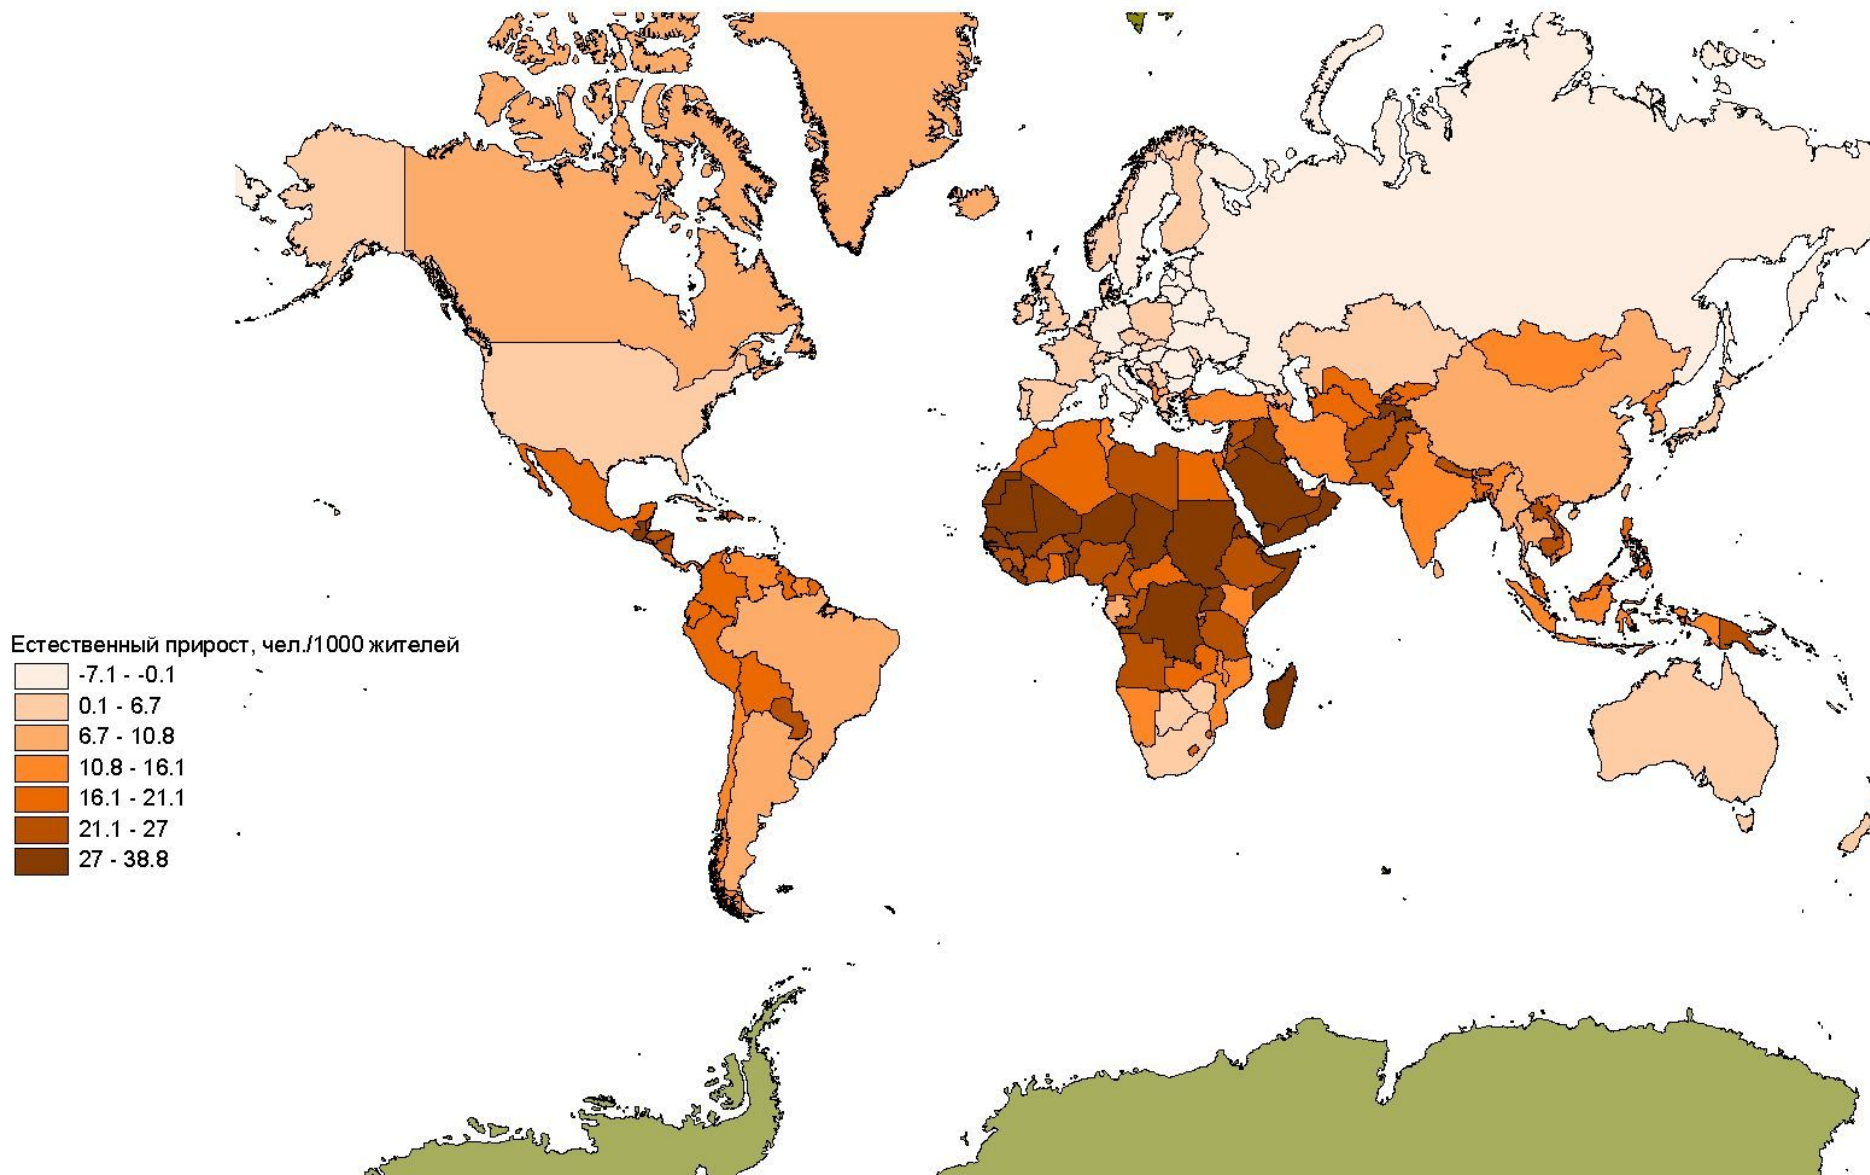 Естественный прирост, чел./1000 жителей
-7.1 - -0.1
0.1 - 6.7
6.7 - 10.8
10.8 - 16.1
16.1 - 21.1
21.1 - 27
27 - 38.8